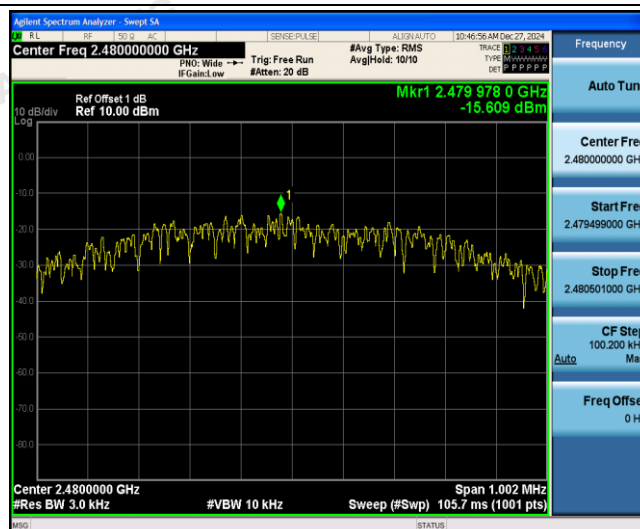 Agilent Spectrum Analyzer - Swept SA
RL RF 50 Ω AC SENSE:PULSE ALIGN AUTO 10:46:56 AM Dec 27, 2024
Center Freq 2.480000000 GHz
PNO: Wide
IFGain:Low
Trig: Free Run
#Atten: 20 dB
#Avg Type: RMS
Avg|Hold: 10/10
TRACE 1 2 3 4 5 6
TYPE M
DET P P P P P P
Frequency
Mkr1 2.479 978 0 GHz
-15.609 dBm
Ref Offset 1 dB
10 dB/div Ref 10.00 dBm
Log
0.00
-10.0
-20.0
-30.0
-40.0
-50.0
-60.0
-70.0
-80.0
1
Center 2.4800000 GHz Span 1.002 MHz
#Res BW 3.0 kHz #VBW 10 kHz Sweep (#Swp) 105.7 ms (1001 pts)
MSG STATUS
Auto Tun
Center Fre
2.480000000 GH
Start Fre
2.479499000 GH
Stop Fre
2.480501000 GH
CF Ste
100.200 kH
Auto Ma
Freq Offse
0 H